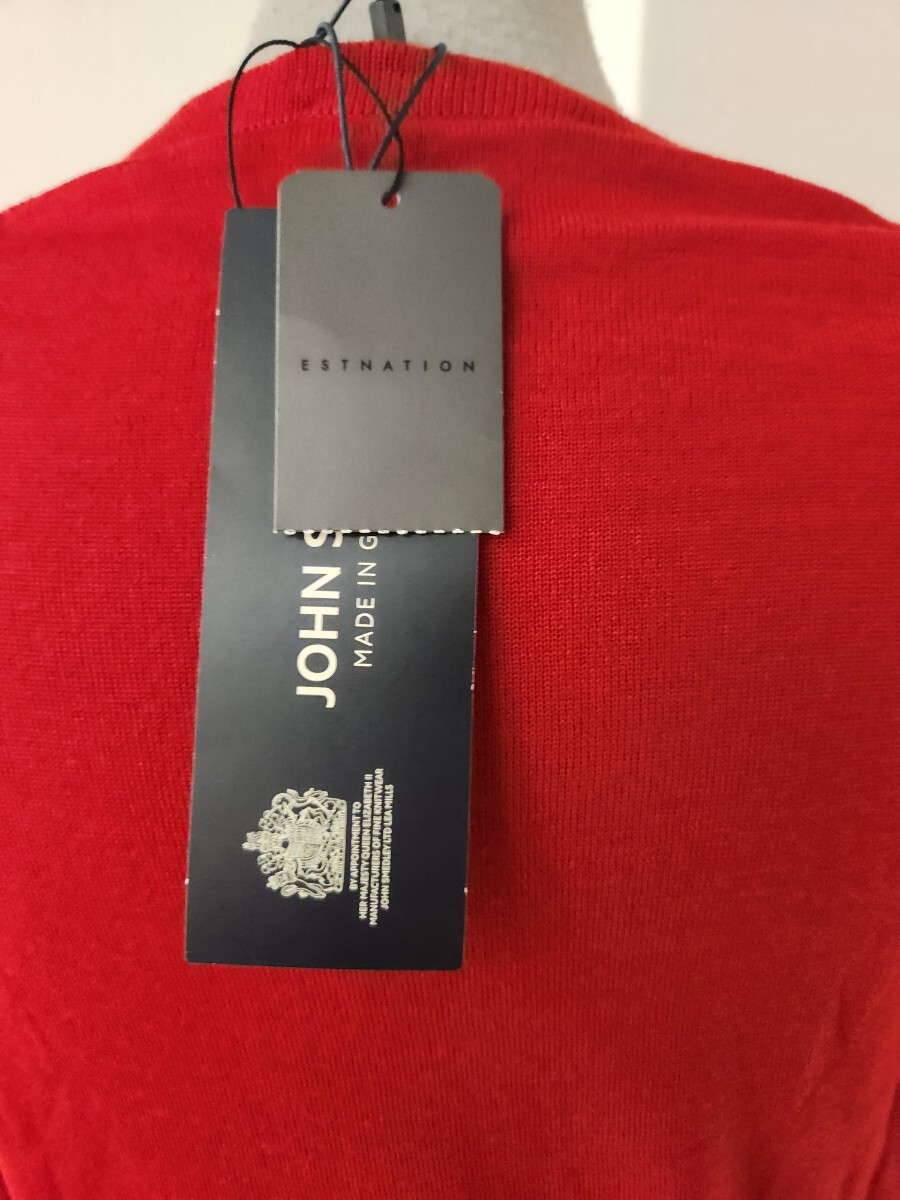 ESTNATION
JOHN S
MADE IN G
BY APPOINTMENT TO
HER MAJESTY QUEEN ELIZABETH II
MANUFACTURERS OF FINE KNITWEAR
JOHN SMEDLEY LTD LEA MILLS